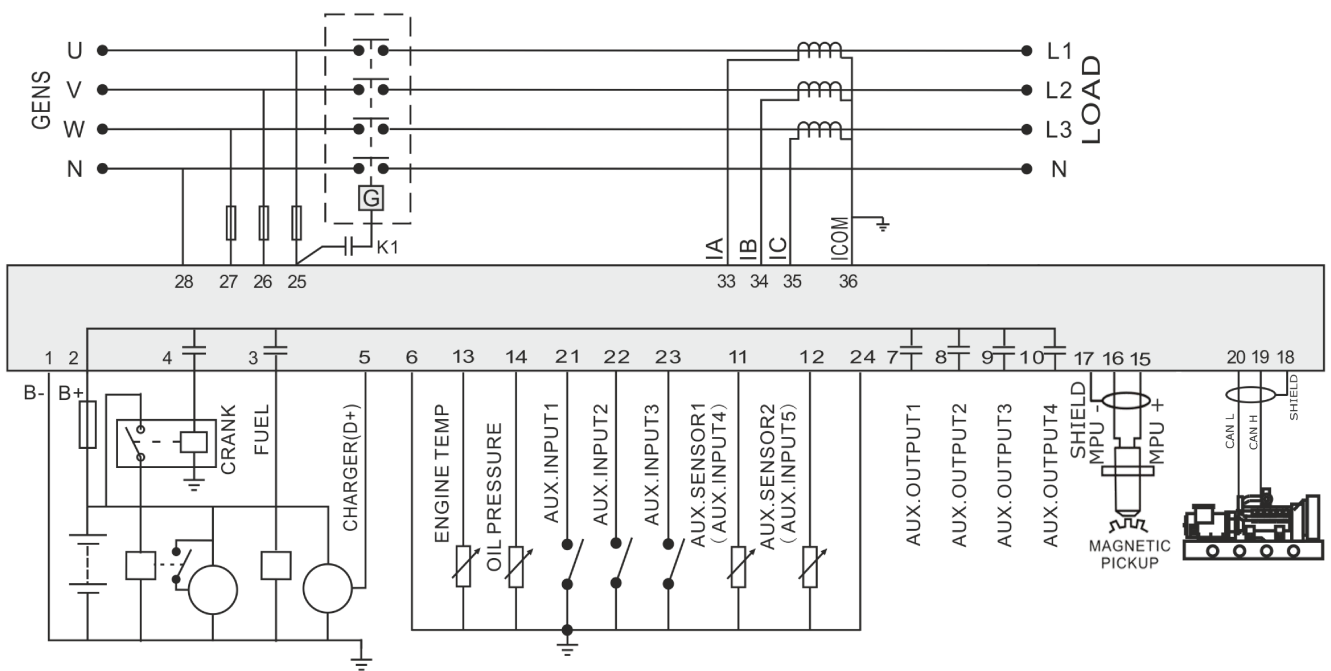 GENS
U
V
W
N
L1
L2
L3
N
LOAD
G
K1
IA
IB
IC
ICOM
28
27
26
25
33
34
35
36
1
2
4
3
5
6
13
14
21
22
23
11
12
24
7
8
9
10
17
16
15
20
19
18
B-
B+
CRANK
FUEL
CHARGER(D+)
ENGINE TEMP
OIL PRESSURE
AUX.INPUT1
AUX.INPUT2
AUX.INPUT3
AUX.SENSOR1
(AUX.INPUT4)
AUX.SENSOR2
(AUX.INPUT5)
AUX.OUTPUT1
AUX.OUTPUT2
AUX.OUTPUT3
AUX.OUTPUT4
SHIELD
MPU -
MPU +
MAGNETIC
PICKUP
CAN L
CAN H
SHIELD